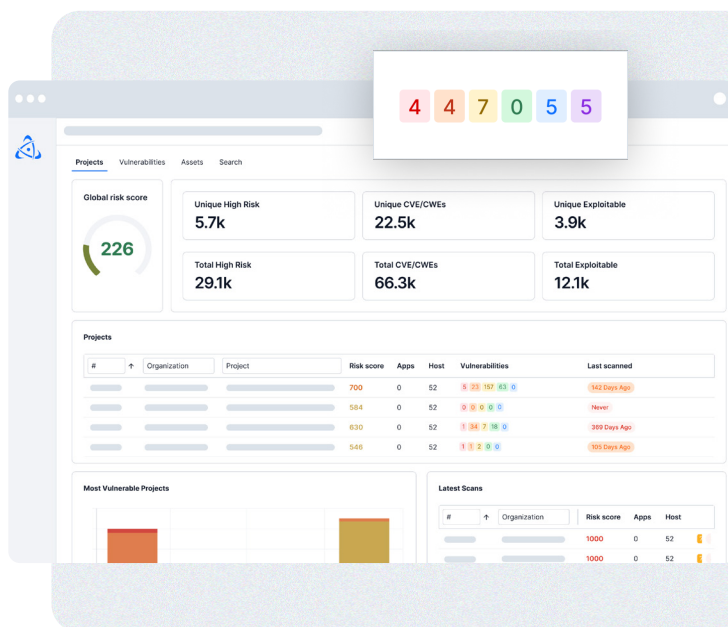 4 4 7 0 5 5
Projects Vulnerabilities Assets Search
Global risk score
226
Unique High Risk
5.7k
Unique CVE/CWEs
22.5k
Unique Exploitable
3.9k
Total High Risk
29.1k
Total CVE/CWEs
66.3k
Total Exploitable
12.1k
Projects
# ↑ Organization Project Risk score Apps Host Vulnerabilities Last scanned
700 0 52 5 23 157 63 0 142 Days Ago
584 0 52 0 0 0 0 0 Never
630 0 52 1 34 7 18 0 389 Days Ago
546 0 52 1 1 2 0 0 105 Days Ago
Most Vulnerable Projects
Latest Scans
# ↑ Organization Risk score Apps Host
1000 0 52
1000 0 52